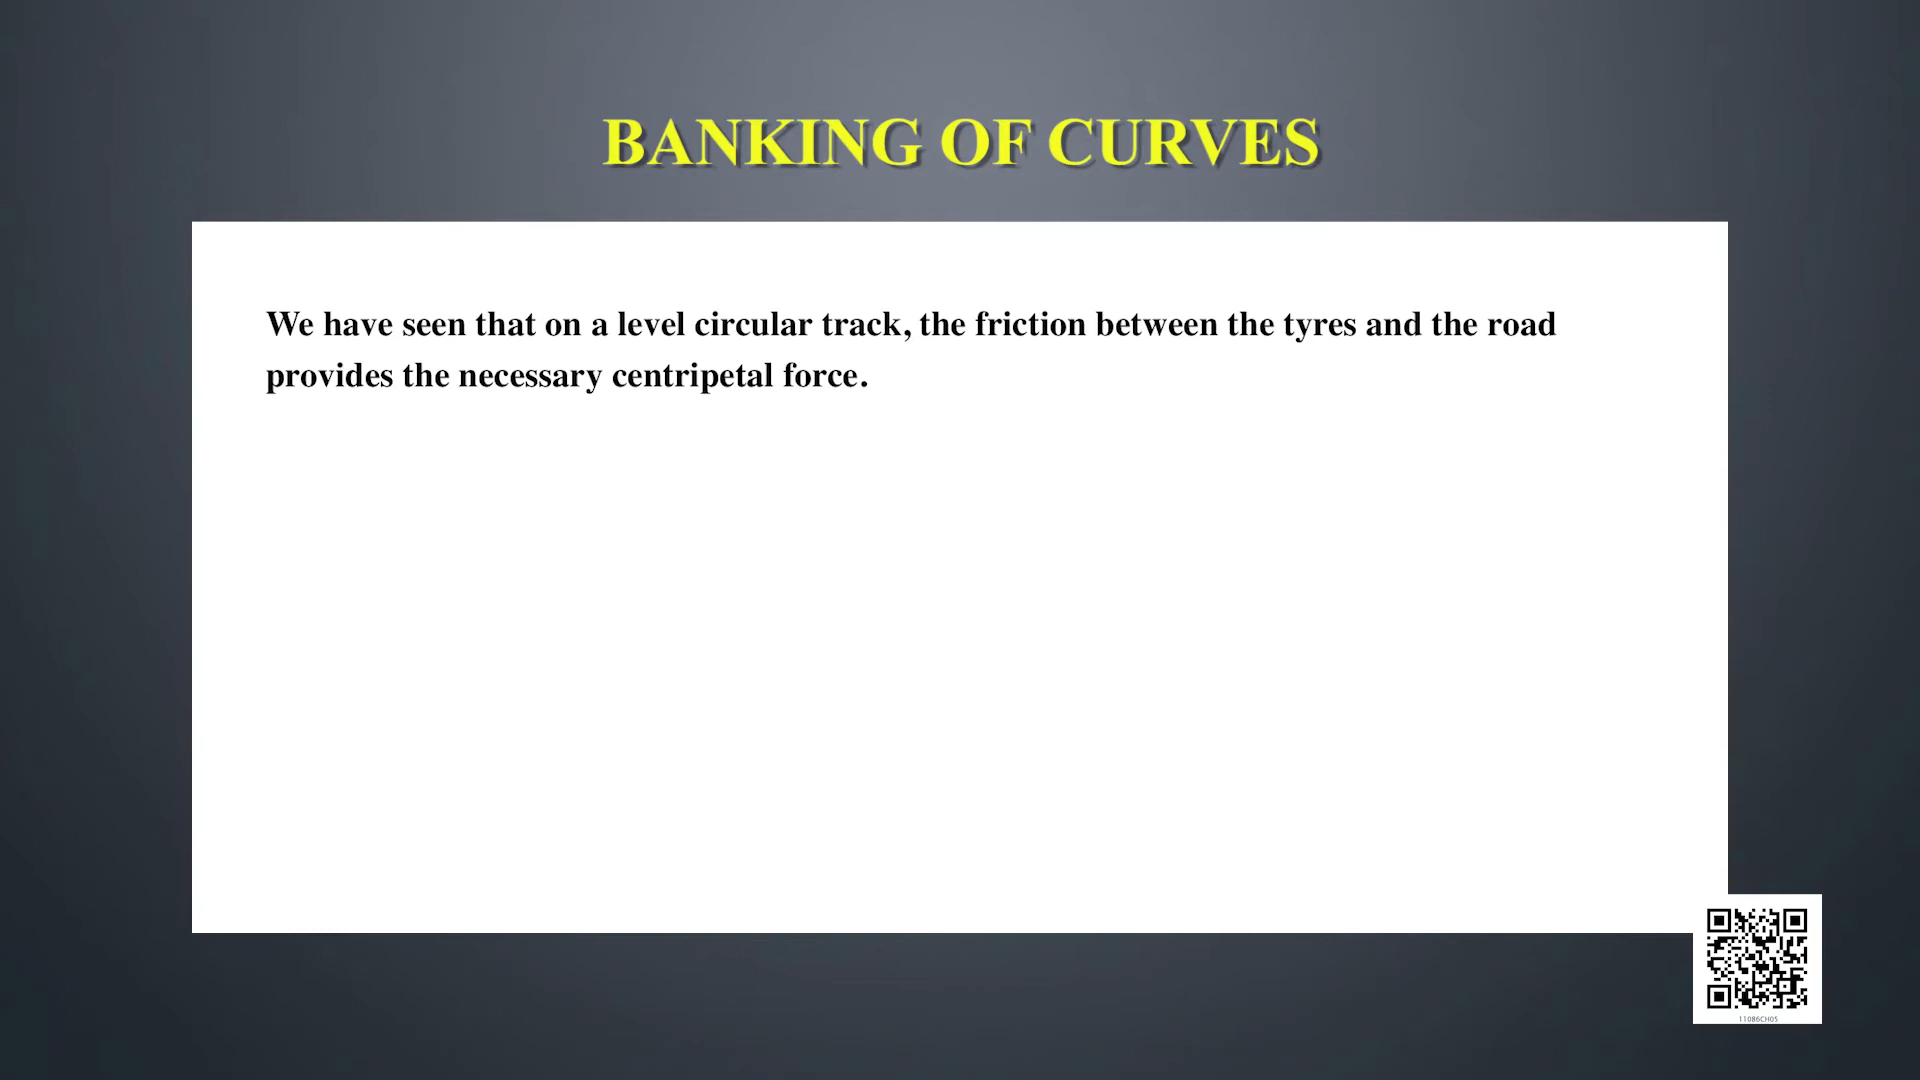 BANKING OF CURVES
We have seen that on a level circular track, the friction between the tyres and the road
provides the necessary centripetal force.
11086CH05